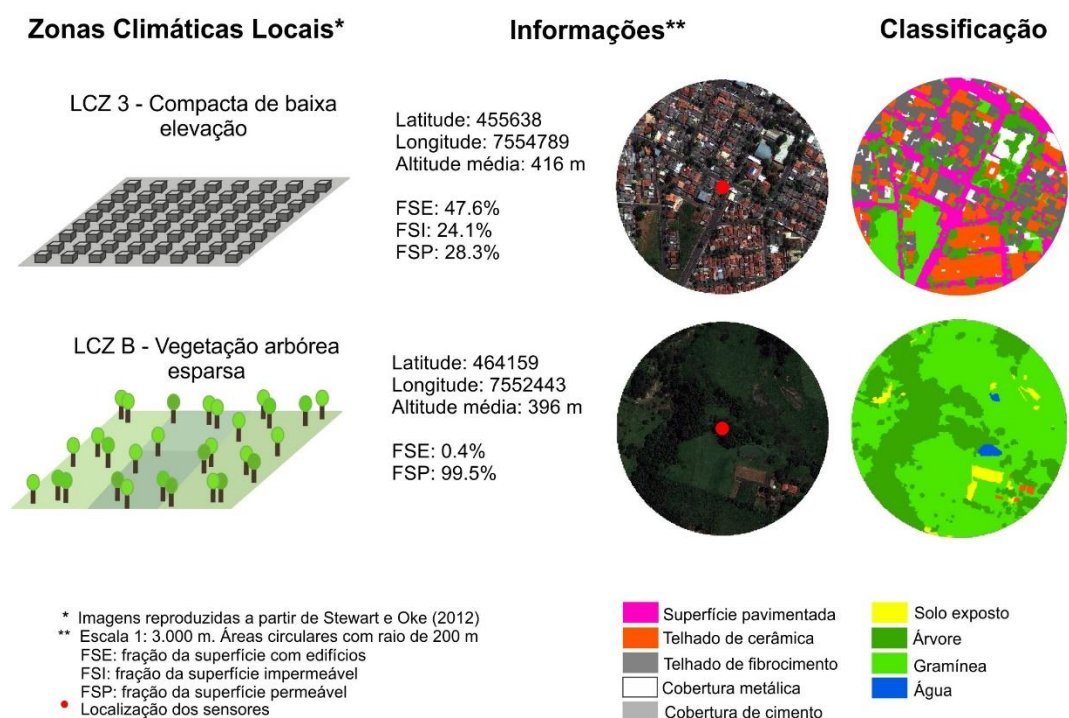 Zonas Climáticas Locais*
Informações**
Classificação
LCZ 3 - Compacta de baixa
elevação
Latitude: 455638
Longitude: 7554789
Altitude média: 416 m
FSE: 47.6%
FSI: 24.1%
FSP: 28.3%
LCZ B - Vegetação arbórea
esparsa
Latitude: 464159
Longitude: 7552443
Altitude média: 396 m
FSE: 0.4%
FSP: 99.5%
* Imagens reproduzidas a partir de Stewart e Oke (2012)
** Escala 1: 3.000 m. Áreas circulares com raio de 200 m
FSE: fração da superfície com edifícios
FSI: fração da superfície impermeável
FSP: fração da superfície permeável
Localização dos sensores
Superfície pavimentada
Telhado de cerâmica
Telhado de fibrocimento
Cobertura metálica
Cobertura de cimento
Solo exposto
Árvore
Gramínea
Água